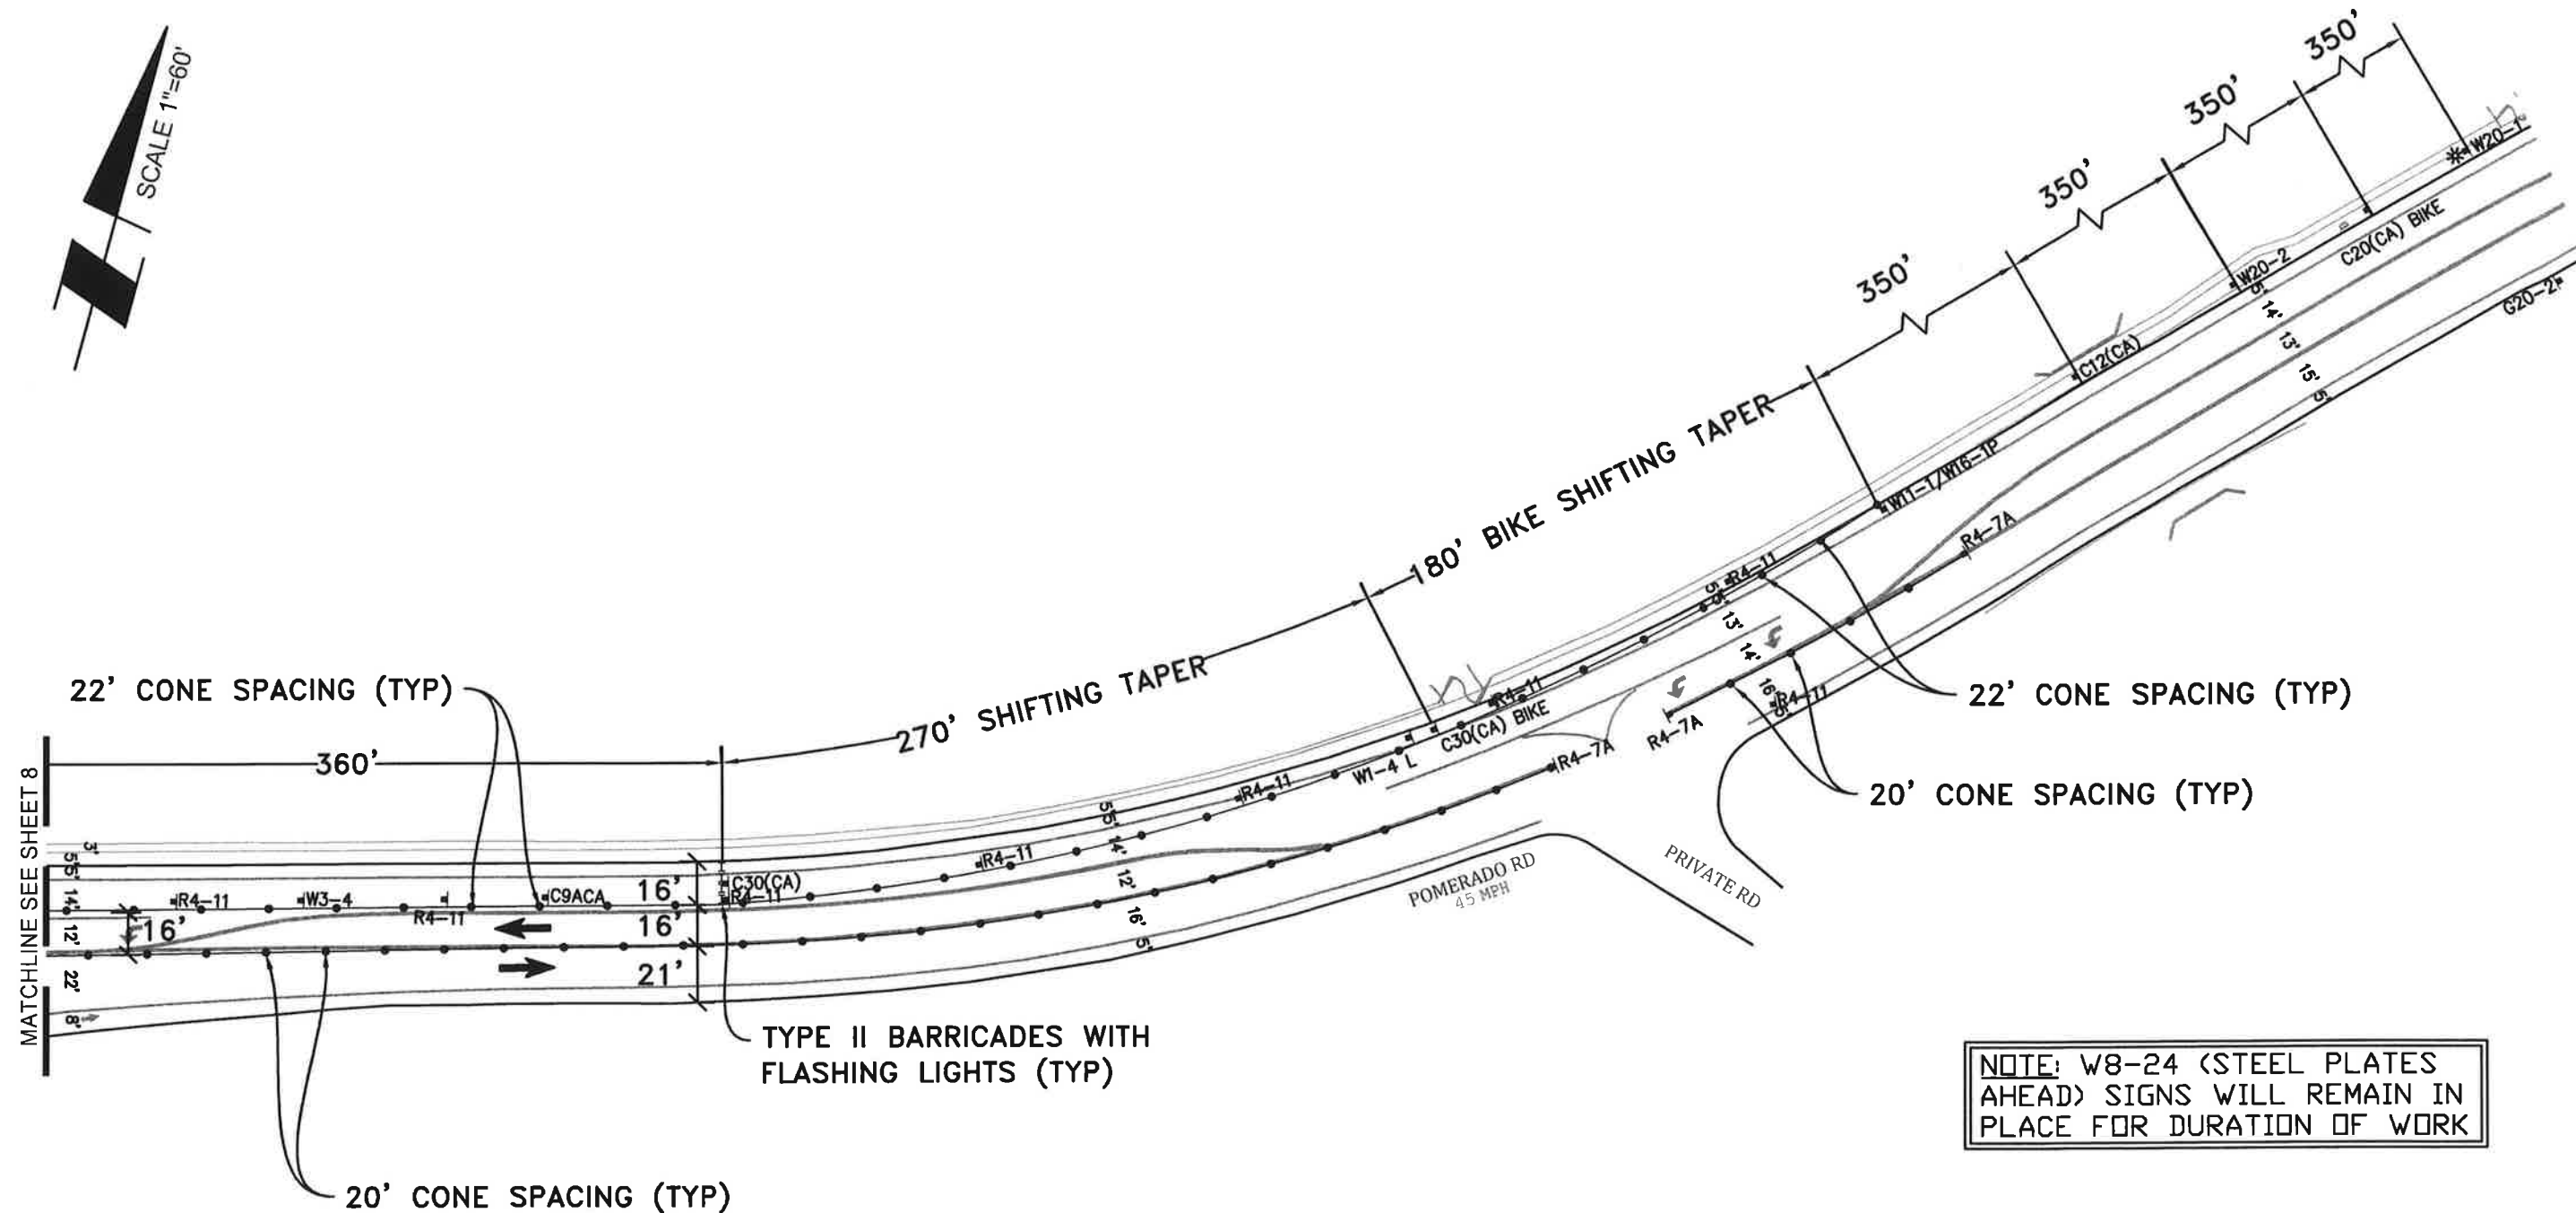 SCALE 1"=60'
350'
350'
350'
350'
W20-1
C20(CA) BIKE
W20-2
G20-2
5'
14'
13'
15'
5'
C12(CA)
180' BIKE SHIFTING TAPER
W11-1/W16-1P
R4-7A
R4-11
5'
5'
13'
14'
16'
5'
R4-11
22' CONE SPACING (TYP)
R4-7A
20' CONE SPACING (TYP)
270' SHIFTING TAPER
R4-11
C30(CA) BIKE
R4-7A
W1-4 L
R4-11
22' CONE SPACING (TYP)
360'
MATCHLINE SEE SHEET 8
3'
5'
14'
12'
22'
8'
R4-11
W3-4
R4-11
C9ACA
16'
16'
16'
21'
C30(CA)
R4-11
R4-11
5'
5'
14'
12'
16'
5'
POMERADO RD
45 MPH
PRIVATE RD
TYPE II BARRICADES WITH
FLASHING LIGHTS (TYP)
20' CONE SPACING (TYP)
NOTE: W8-24 (STEEL PLATES
AHEAD) SIGNS WILL REMAIN IN
PLACE FOR DURATION OF WORK